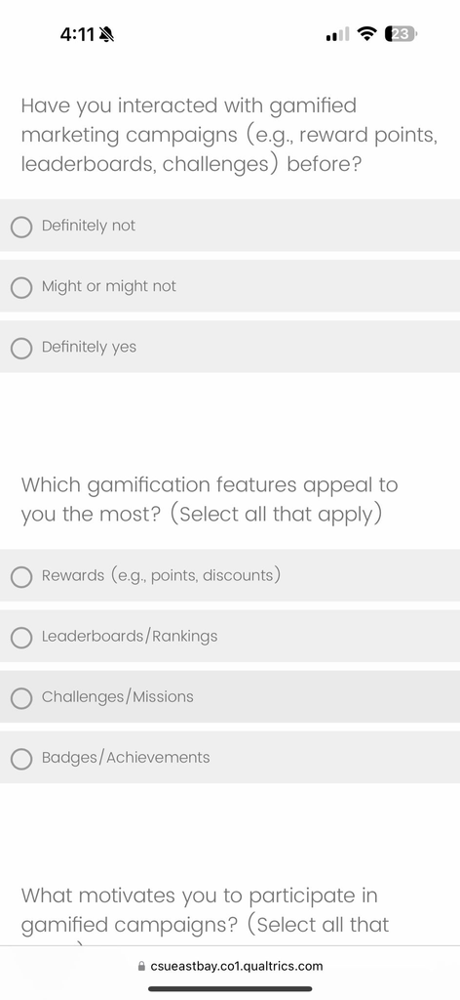 4:11
23
Have you interacted with gamified
marketing campaigns (e.g., reward points,
leaderboards, challenges) before?
Definitely not
Might or might not
Definitely yes
Which gamification features appeal to
you the most? (Select all that apply)
Rewards (e.g., points, discounts)
Leaderboards/Rankings
Challenges/Missions
Badges/Achievements
What motivates you to participate in
gamified campaigns? (Select all that
csueastbay.co1.qualtrics.com